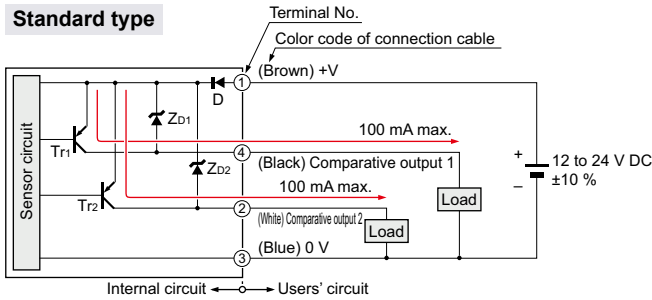 Standard type
Terminal No.
Color code of connection cable
1 (Brown) +V
D
ZD1
Tr1
100 mA max.
4 (Black) Comparative output 1
ZD2
Tr2
100 mA max.
2 (White) Comparative output 2
Load
Load
+
–
12 to 24 V DC
±10 %
Sensor circuit
3 (Blue) 0 V
Internal circuit
Users' circuit